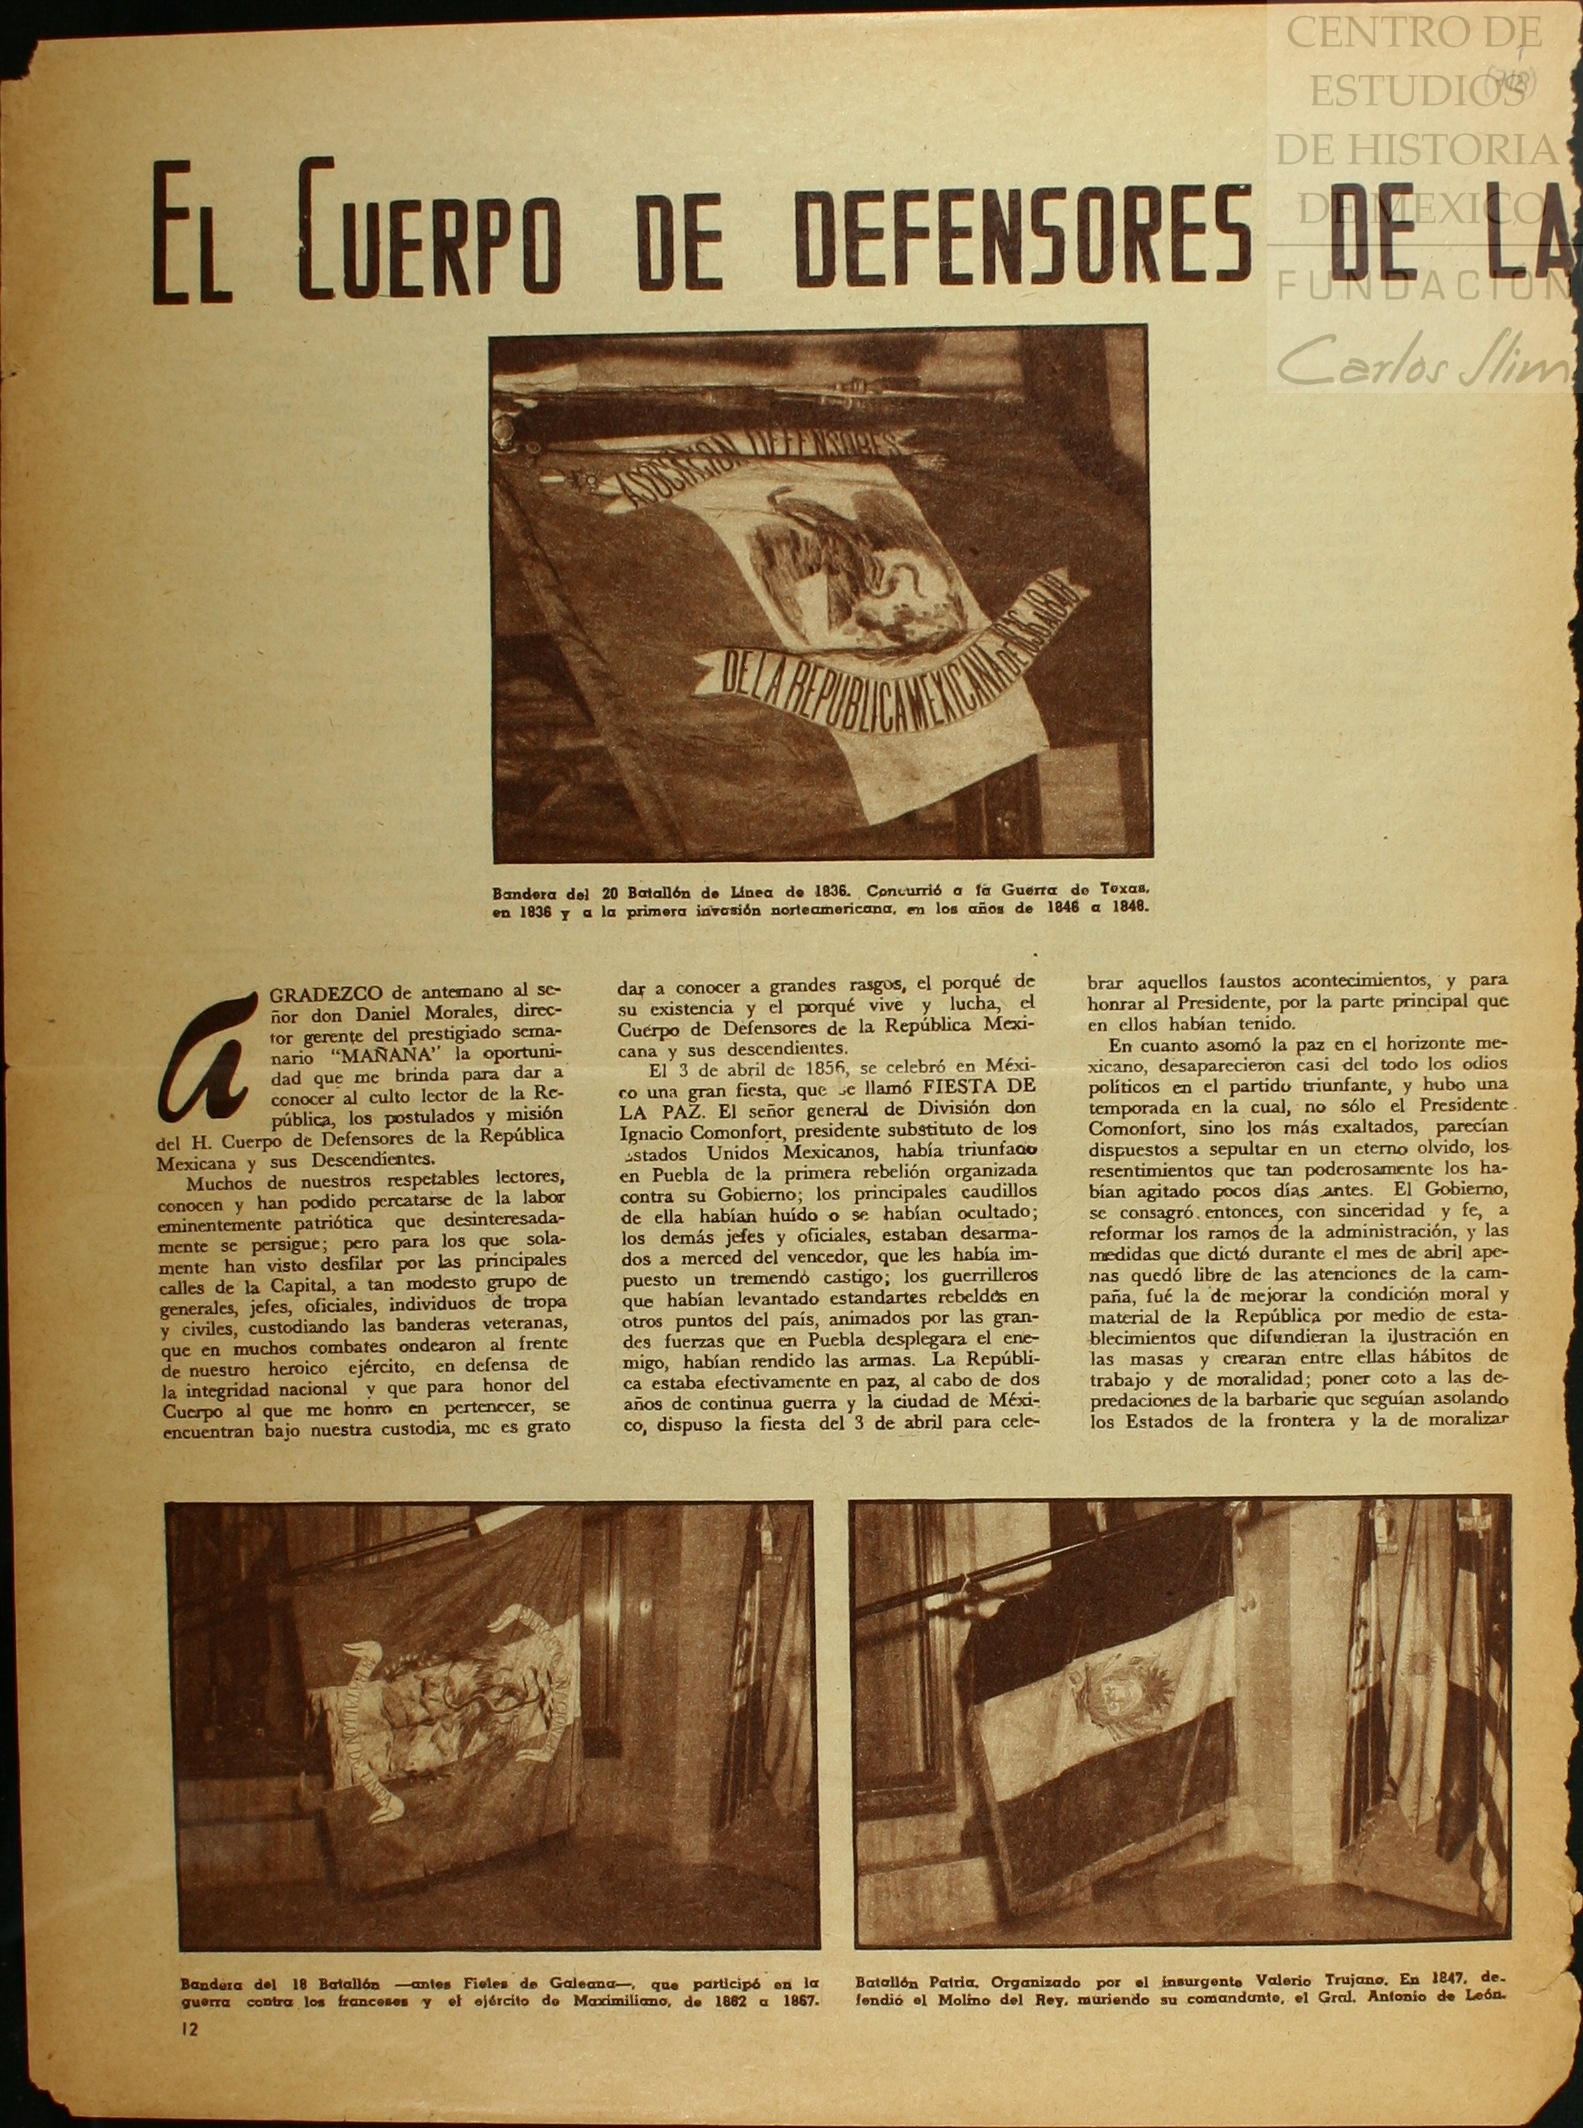 CENTRO DE
ESTUDIOS
DE HISTORIA
DE MEXICO
FUNDACIÓN
Carlos Slim
EL CUERPO DE DEFENSORES DE LA
ASOCIACION DEFENSORES
DE LA REPUBLICA MEXICANA DE 1836 a 1848
Bandera del 20 Batallón de Línea de 1836. Concurrió a la Guerra de Texas,
en 1836 y a la primera invasión norteamericana, en los años de 1846 a 1848.
AGRADEZCO de antemano al se-
ñor don Daniel Morales, direc-
tor gerente del prestigiado sema-
nario "MAÑANA" la oportuni-
dad que me brinda para dar a
conocer al culto lector de la Re-
pública, los postulados y misión
del H. Cuerpo de Defensores de la República
Mexicana y sus Descendientes.
Muchos de nuestros respetables lectores,
conocen y han podido percatarse de la labor
eminentemente patriótica que desinteresada-
mente se persigue; pero para los que sola-
mente han visto desfilar por las principales
calles de la Capital, a tan modesto grupo de
generales, jefes, oficiales, individuos de tropa
y civiles, custodiando las banderas veteranas,
que en muchos combates ondearon al frente
de nuestro heroico ejército, en defensa de
la integridad nacional y que para honor del
Cuerpo al que me honro en pertenecer, se
encuentran bajo nuestra custodia, me es grato
dar a conocer a grandes rasgos, el porqué de
su existencia y el porqué vive y lucha, el
Cuerpo de Defensores de la República Mexi-
cana y sus descendientes.
El 3 de abril de 1856, se celebró en Méxi-
co una gran fiesta, que se llamó FIESTA DE
LA PAZ. El señor general de División don
Ignacio Comonfort, presidente substituto de los
Estados Unidos Mexicanos, había triunfado
en Puebla de la primera rebelión organizada
contra su Gobierno; los principales caudillos
de ella habían huído o se habían ocultado;
los demás jefes y oficiales, estaban desarma-
dos a merced del vencedor, que les había im-
puesto un tremendo castigo; los guerrilleros
que habían levantado estandartes rebeldes en
otros puntos del país, animados por las gran-
des fuerzas que en Puebla desplegara el ene-
migo, habían rendido las armas. La Repúbli-
ca estaba efectivamente en paz, al cabo de dos
años de continua guerra y la ciudad de Méxi-
co, dispuso la fiesta del 3 de abril para cele-
brar aquellos faustos acontecimientos, y para
honrar al Presidente, por la parte principal que
en ellos habían tenido.
En cuanto asomó la paz en el horizonte me-
xicano, desaparecieron casi del todo los odios
políticos en el partido triunfante, y hubo una
temporada en la cual, no sólo el Presidente
Comonfort, sino los más exaltados, parecían
dispuestos a sepultar en un eterno olvido, los
resentimientos que tan poderosamente los ha-
bían agitado pocos días antes. El Gobierno,
se consagró entonces, con sinceridad y fe, a
reformar los ramos de la administración, y las
medidas que dictó durante el mes de abril ape-
nas quedó libre de las atenciones de la cam-
paña, fué la de mejorar la condición moral y
material de la República por medio de esta-
blecimientos que difundieran la ilustración en
las masas y crearan entre ellas hábitos de
trabajo y de moralidad; poner coto a las de-
predaciones de la barbarie que seguían asolando
los Estados de la frontera y la de moralizar
Bandera del 18 Batallón —antes Fieles de Galeana—, que participó en la
guerra contra los franceses y el ejército de Maximiliano, de 1862 a 1867.
Batallón Patria. Organizado por el insurgente Valerio Trujano. En 1847, de-
fendió el Molino del Rey, muriendo su comandante, el Gral. Antonio de León.
12